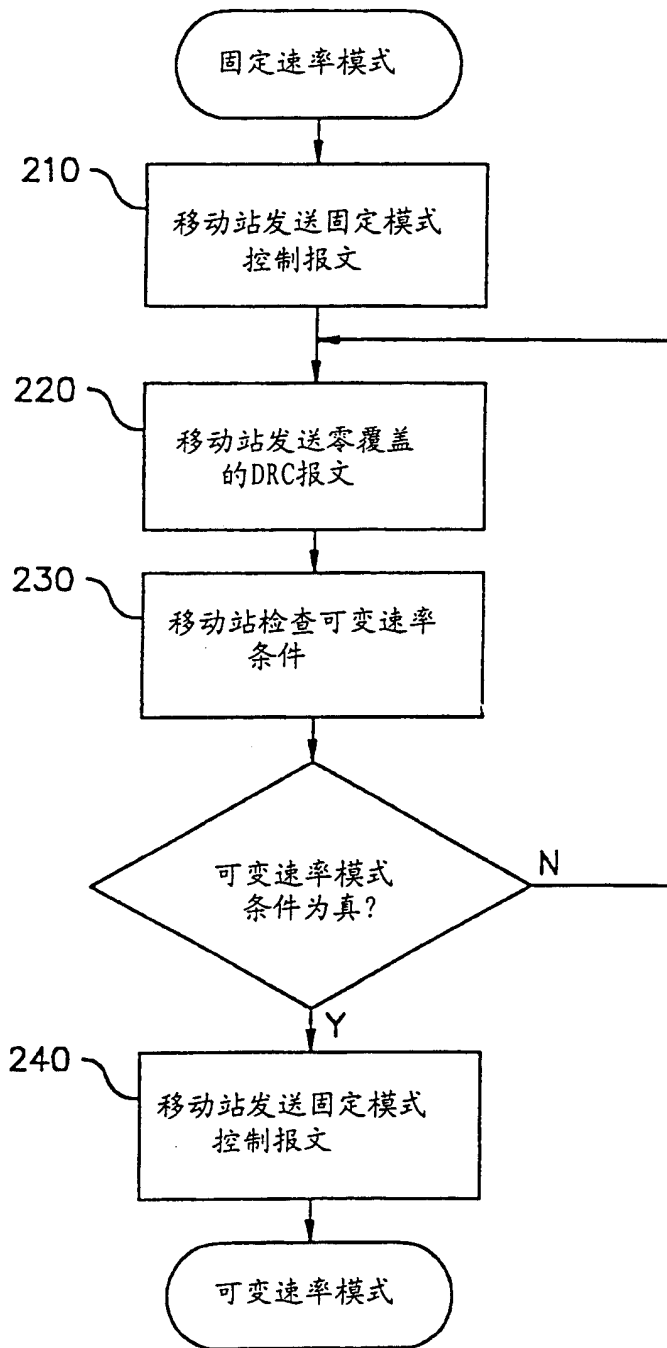 固定速率模式
210
移动站发送固定模式
控制报文
220
移动站发送零覆盖
的DRC报文
230
移动站检查可变速率
条件
可变速率模式
条件为真?
N
Y
240
移动站发送固定模式
控制报文
可变速率模式